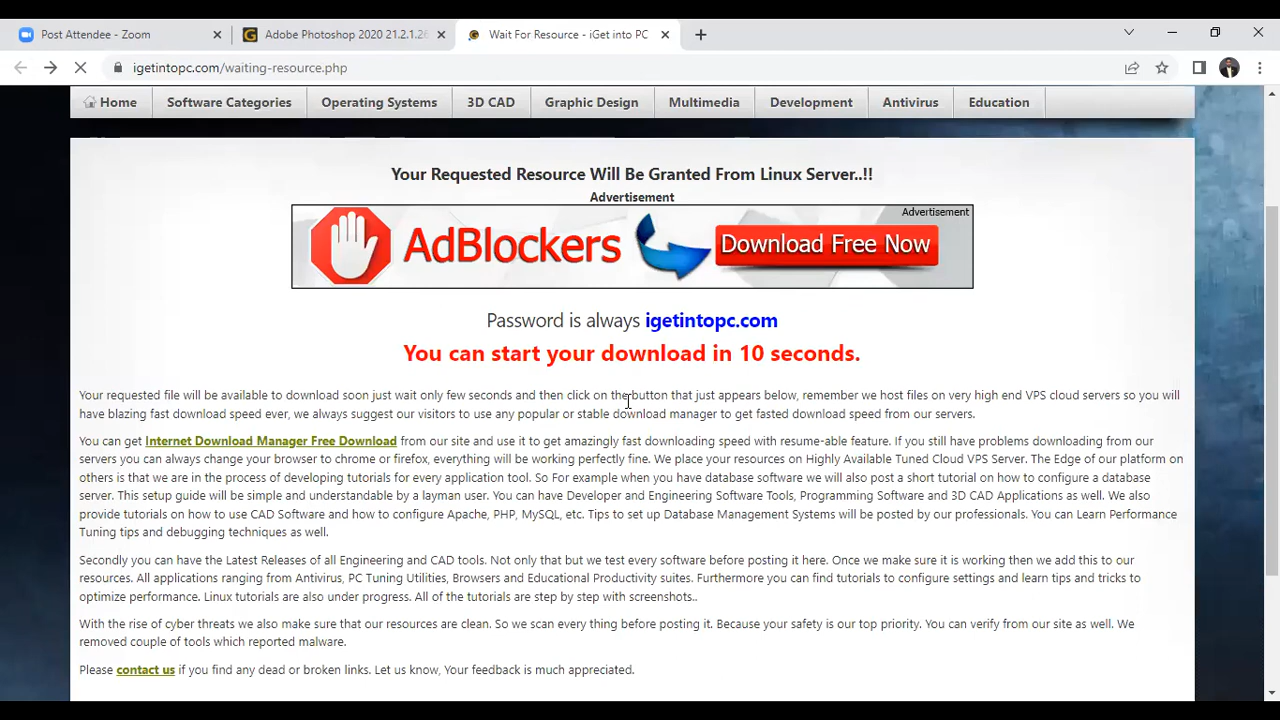 Post Attendee - Zoom
Adobe Photoshop 2020 21.2.1.26
Wait For Resource - iGet into PC
igetintopc.com/waiting-resource.php
Home Software Categories Operating Systems 3D CAD Graphic Design Multimedia Development Antivirus Education
Your Requested Resource Will Be Granted From Linux Server..!!
Advertisement
Advertisement
AdBlockers Download Free Now
Password is always igetintopc.com
You can start your download in 10 seconds.
Your requested file will be available to download soon just wait only few seconds and then click on the button that just appears below, remember we host files on very high end VPS cloud servers so you will
have blazing fast download speed ever, we always suggest our visitors to use any popular or stable download manager to get fasted download speed from our servers.
You can get Internet Download Manager Free Download from our site and use it to get amazingly fast downloading speed with resume-able feature. If you still have problems downloading from our
servers you can always change your browser to chrome or firefox, everything will be working perfectly fine. We place your resources on Highly Available Tuned Cloud VPS Server. The Edge of our platform on
others is that we are in the process of developing tutorials for every application tool. So For example when you have database software we will also post a short tutorial on how to configure a database
server. This setup guide will be simple and understandable by a layman user. You can have Developer and Engineering Software Tools, Programming Software and 3D CAD Applications as well. We also
provide tutorials on how to use CAD Software and how to configure Apache, PHP, MySQL, etc. Tips to set up Database Management Systems will be posted by our professionals. You can Learn Performance
Tuning tips and debugging techniques as well.
Secondly you can have the Latest Releases of all Engineering and CAD tools. Not only that but we test every software before posting it here. Once we make sure it is working then we add this to our
resources. All applications ranging from Antivirus, PC Tuning Utilities, Browsers and Educational Productivity suites. Furthermore you can find tutorials to configure settings and learn tips and tricks to
optimize performance. Linux tutorials are also under progress. All of the tutorials are step by step with screenshots..
With the rise of cyber threats we also make sure that our resources are clean. So we scan every thing before posting it. Because your safety is our top priority. You can verify from our site as well. We
removed couple of tools which reported malware.
Please contact us if you find any dead or broken links. Let us know, Your feedback is much appreciated.